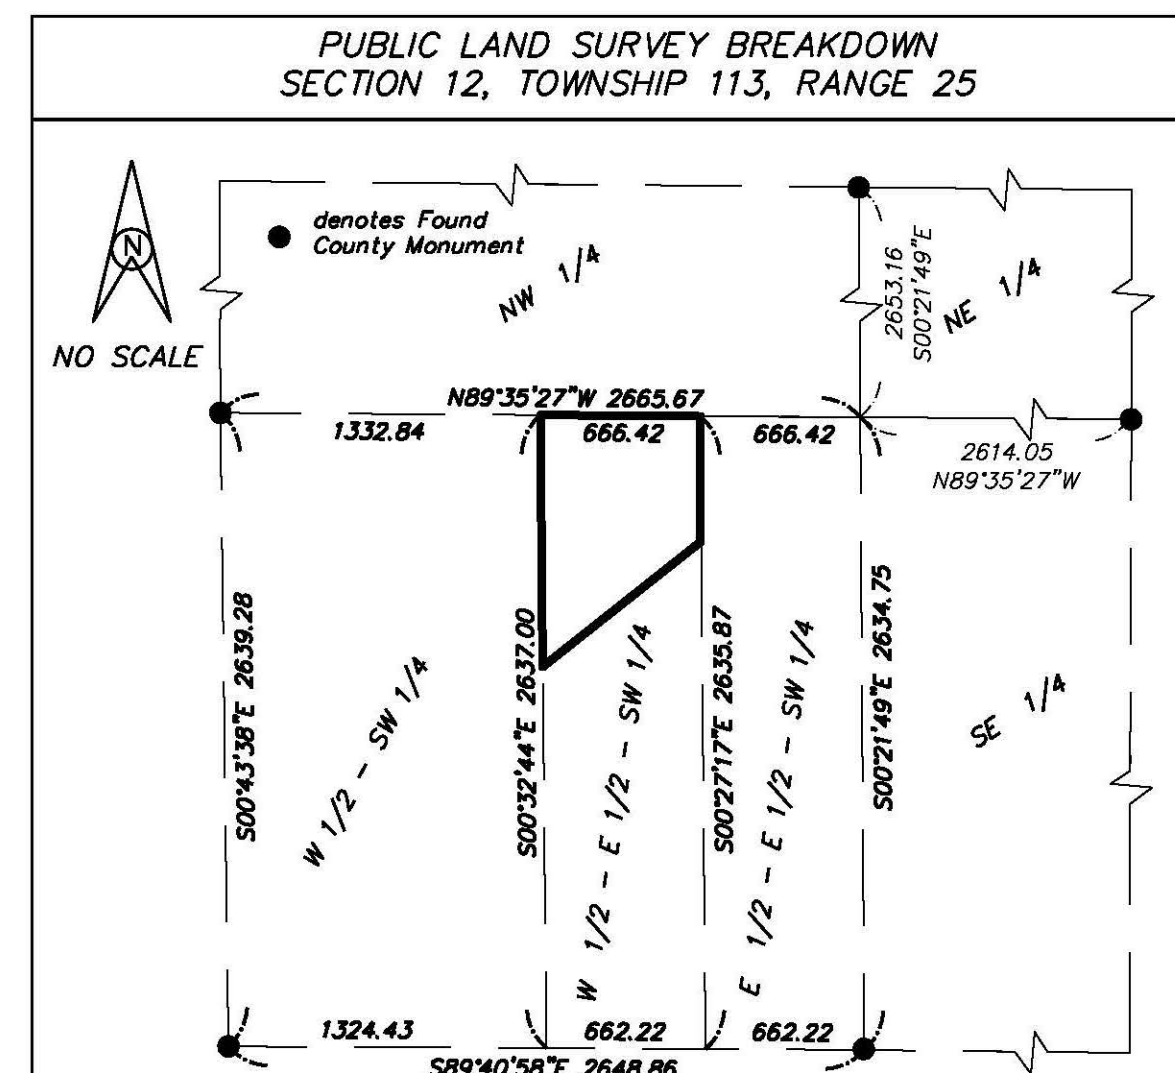 PUBLIC LAND SURVEY BREAKDOWN
SECTION 12, TOWNSHIP 113, RANGE 25
denotes Found
County Monument
N
NO SCALE
NW 1/4
2653.16
S00°21'49"E
NE 1/4
N89°35'27"W 2665.67
1332.84
666.42
666.42
2614.05
N89°35'27"W
S00°43'38"E 2639.28
W 1/2 - SW 1/4
S00°32'44"E 2637.00
W 1/2 - E 1/2 - SW 1/4
S00°27'17"E 2635.87
E 1/2 - E 1/2 - SW 1/4
S00°21'49"E 2634.75
SE 1/4
1324.43
662.22
662.22
S89°40'58"E 2648.86